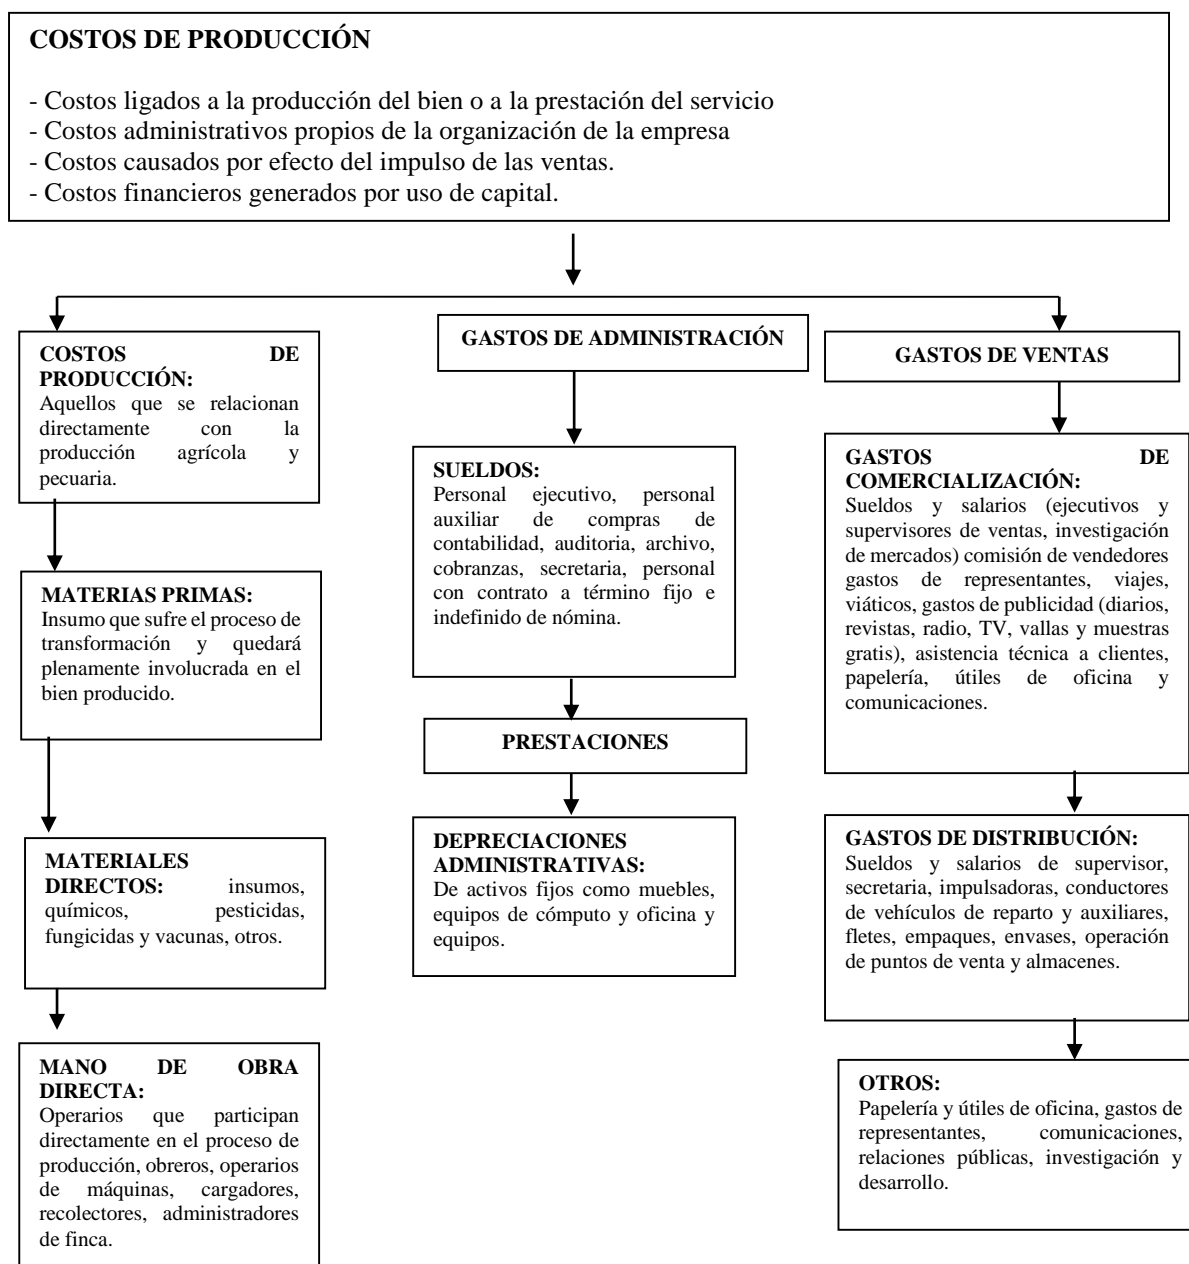 COSTOS DE PRODUCCIÓN
- Costos ligados a la producción del bien o a la prestación del servicio
- Costos administrativos propios de la organización de la empresa
- Costos causados por efecto del impulso de las ventas.
- Costos financieros generados por uso de capital.
COSTOS DE
PRODUCCIÓN:
Aquellos que se relacionan
directamente con la
producción agrícola y
pecuaria.
MATERIAS PRIMAS:
Insumo que sufre el proceso de
transformación y quedará
plenamente involucrada en el
bien producido.
MATERIALES
DIRECTOS: insumos,
químicos, pesticidas,
fungicidas y vacunas, otros.
MANO DE OBRA
DIRECTA:
Operarios que participan
directamente en el proceso de
producción, obreros, operarios
de máquinas, cargadores,
recolectores, administradores
de finca.
GASTOS DE ADMINISTRACIÓN
SUELDOS:
Personal ejecutivo, personal
auxiliar de compras de
contabilidad, auditoria, archivo,
cobranzas, secretaria, personal
con contrato a término fijo e
indefinido de nómina.
PRESTACIONES
DEPRECIACIONES
ADMINISTRATIVAS:
De activos fijos como muebles,
equipos de cómputo y oficina y
equipos.
GASTOS DE VENTAS
GASTOS DE
COMERCIALIZACIÓN:
Sueldos y salarios (ejecutivos y
supervisores de ventas, investigación
de mercados) comisión de vendedores
gastos de representantes, viajes,
viáticos, gastos de publicidad (diarios,
revistas, radio, TV, vallas y muestras
gratis), asistencia técnica a clientes,
papelería, útiles de oficina y
comunicaciones.
GASTOS DE DISTRIBUCIÓN:
Sueldos y salarios de supervisor,
secretaria, impulsadoras, conductores
de vehículos de reparto y auxiliares,
fletes, empaques, envases, operación
de puntos de venta y almacenes.
OTROS:
Papelería y útiles de oficina, gastos de
representantes, comunicaciones,
relaciones públicas, investigación y
desarrollo.